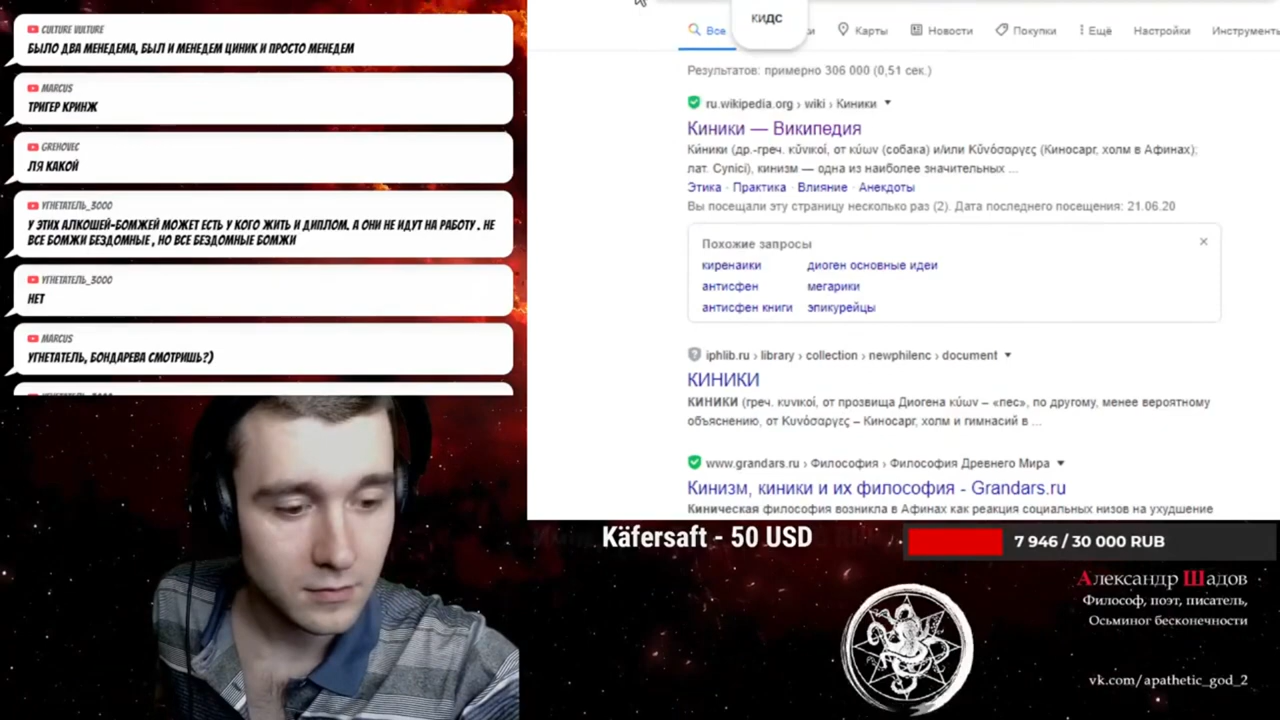 CULTURE VULTURE
БЫЛО ДВА МЕНЕДЕМА, БЫЛ И МЕНЕДЕМ ЦИНИК И ПРОСТО МЕНЕДЕМ
MARCUS
ТРИГЕР КРИНЖ
GREHOVEC
ЛЯ КАКОЙ
УГНЕТАТЕЛЬ_3000
У ЭТИХ АЛКОШЕЙ-БОМЖЕЙ МОЖЕТ ЕСТЬ У КОГО ЖИТЬ И ДИПЛОМ. А ОНИ НЕ ИДУТ НА РАБОТУ. НЕ
ВСЕ БОМЖИ БЕЗДОМНЫЕ, НО ВСЕ БЕЗДОМНЫЕ БОМЖИ
УГНЕТАТЕЛЬ_3000
НЕТ
MARCUS
УГНЕТАТЕЛЬ, БОНДАРЕВА СМОТРИШЬ?)
кидс
Все
Карты
Новости
Покупки
Ещё
Настройки
Инструменты
Результатов: примерно 306 000 (0,51 сек.)
ru.wikipedia.org › wiki › Киники
Киники — Википедия
Ки́ники (др.-греч. κῠνικοί, от κύων (собака) и/или Κῠνόσαργες (Киносарг, холм в Афинах);
лат. Cynici), кинизм — одна из наиболее значительных ...
Этика · Практика · Влияние · Анекдоты
Вы посещали эту страницу несколько раз (2). Дата последнего посещения: 21.06.20
Похожие запросы
киренаики диоген основные идеи
антисфен мегарики
антисфен книги эпикурейцы
iphlib.ru › library › collection › newphilenc › document
КИНИКИ
КИНИКИ (греч. κυνικοί, от прозвища Диогена κύων – «пес», по другому, менее вероятному
объяснению, от Κυνόσαργες – Киносарг, холм и гимнасий в ...
www.grandars.ru › Философия › Философия Древнего Мира
Кинизм, киники и их философия - Grandars.ru
Киническая философия возникла в Афинах как реакция социальных низов на ухудшение
Käfersaft - 50 USD
7 946 / 30 000 RUB
Александр Шадов
Философ, поэт, писатель,
Осьминог бесконечности
vk.com/apathetic_god_2